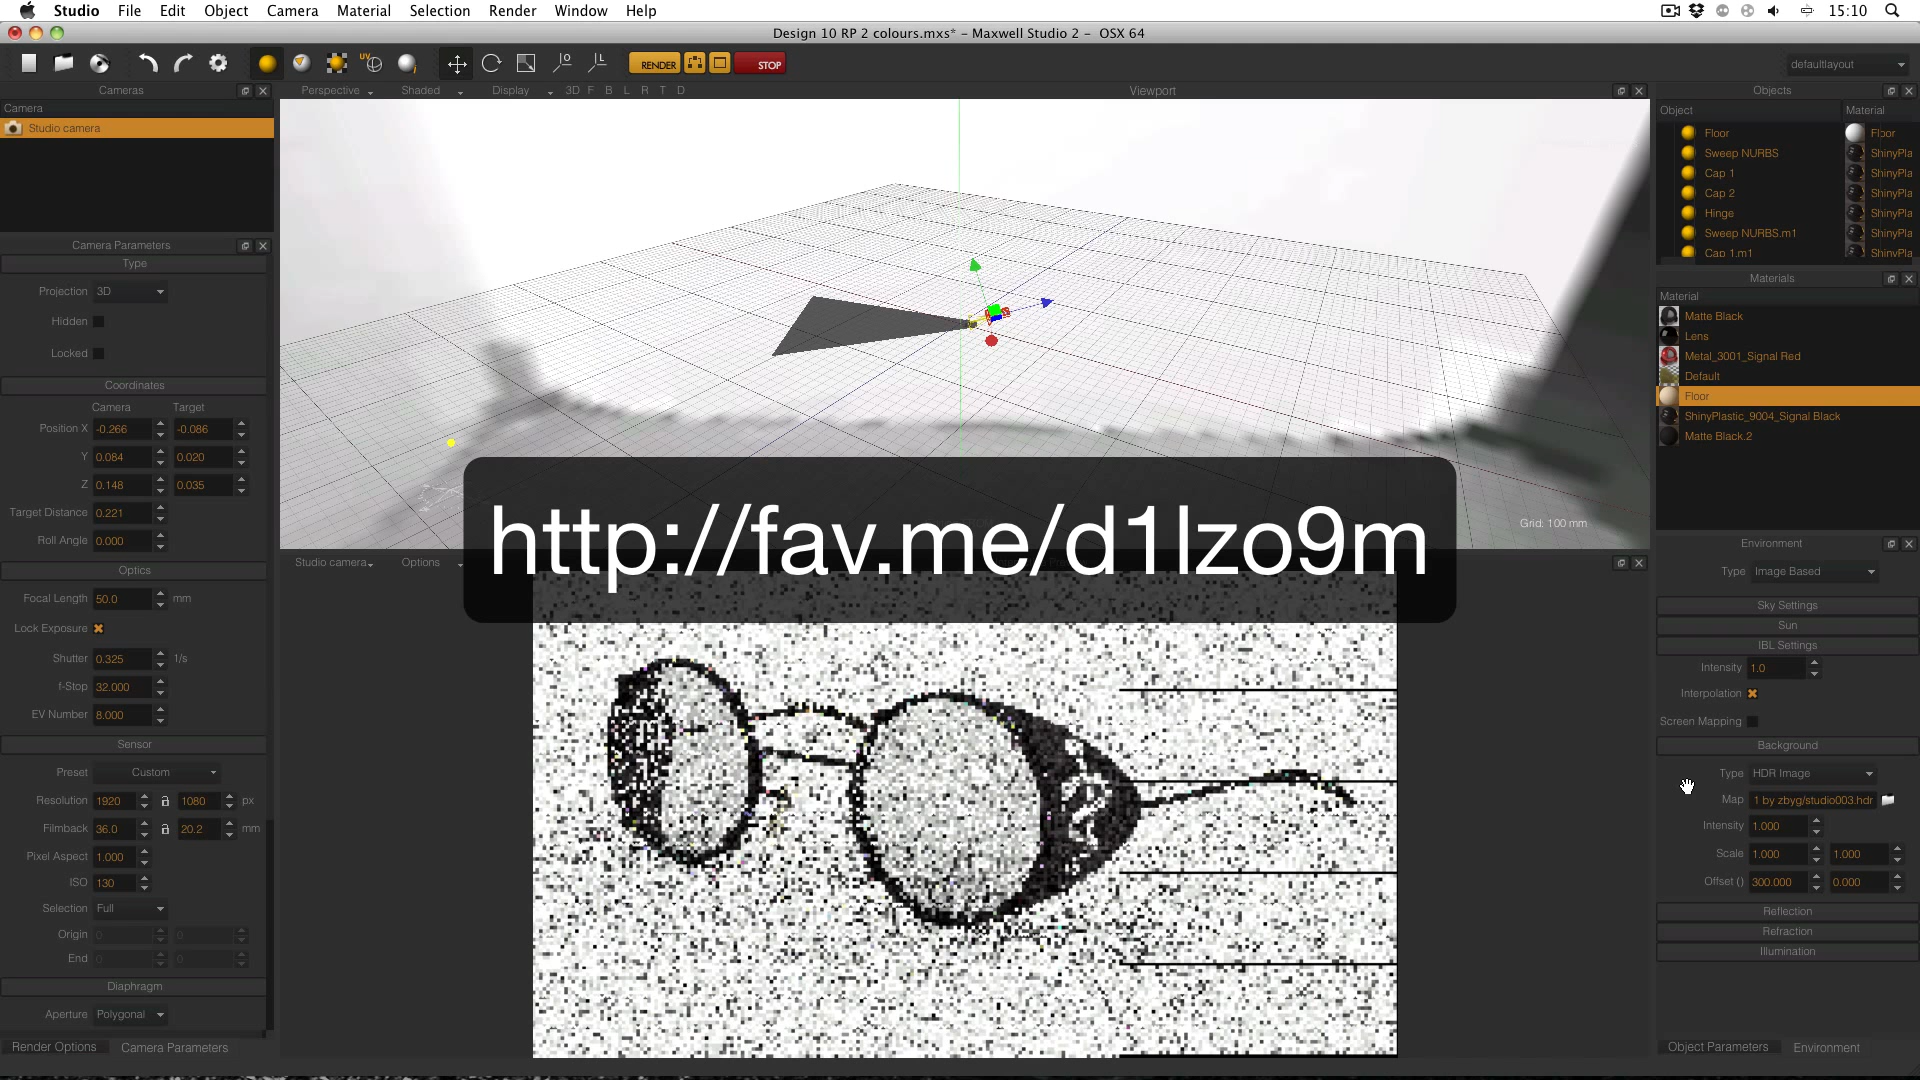 Studio File Edit Object Camera Material Selection Render Window Help 15:10
Design 10 RP 2 colours.mxs* - Maxwell Studio 2 - OSX 64
RENDER STOP defaultlayout
Cameras
Camera
Studio camera
Camera Parameters
Type
Projection 3D
Hidden
Locked
Coordinates
Camera Target
Position X -0.266 -0.086
Y 0.084 0.020
Z 0.148 0.035
Target Distance 0.221
Roll Angle 0.000
Optics
Focal Length 50.0 mm
Lock Exposure
Shutter 0.325 1/s
f-Stop 32.000
EV Number 8.000
Sensor
Preset Custom
Resolution 1920 1080 px
Filmback 36.0 20.2 mm
Pixel Aspect 1.000
ISO 130
Selection Full
Origin 0 0
End 0 0
Diaphragm
Aperture Polygonal
Render Options Camera Parameters
Perspective Shaded Display 3D F B L R T D Viewport
Grid: 100 mm
http://fav.me/d1lzo9m
Studio camera Options
Objects
Object Material
Floor Floor
Sweep NURBS ShinyPla
Cap 1 ShinyPla
Cap 2 ShinyPla
Hinge ShinyPla
Sweep NURBS.m1 ShinyPla
Cap 1.m1 ShinyPla
Materials
Material
Matte Black
Lens
Metal_3001_Signal Red
Default
Floor
ShinyPlastic_9004_Signal Black
Matte Black.2
Environment
Type Image Based
Sky Settings
Sun
IBL Settings
Intensity 1.0
Interpolation
Screen Mapping
Background
Type HDR Image
Map 1 by zbyg/studio003.hdr
Intensity 1.000
Scale 1.000 1.000
Offset () 300.000 0.000
Reflection
Refraction
Illumination
Object Parameters Environment